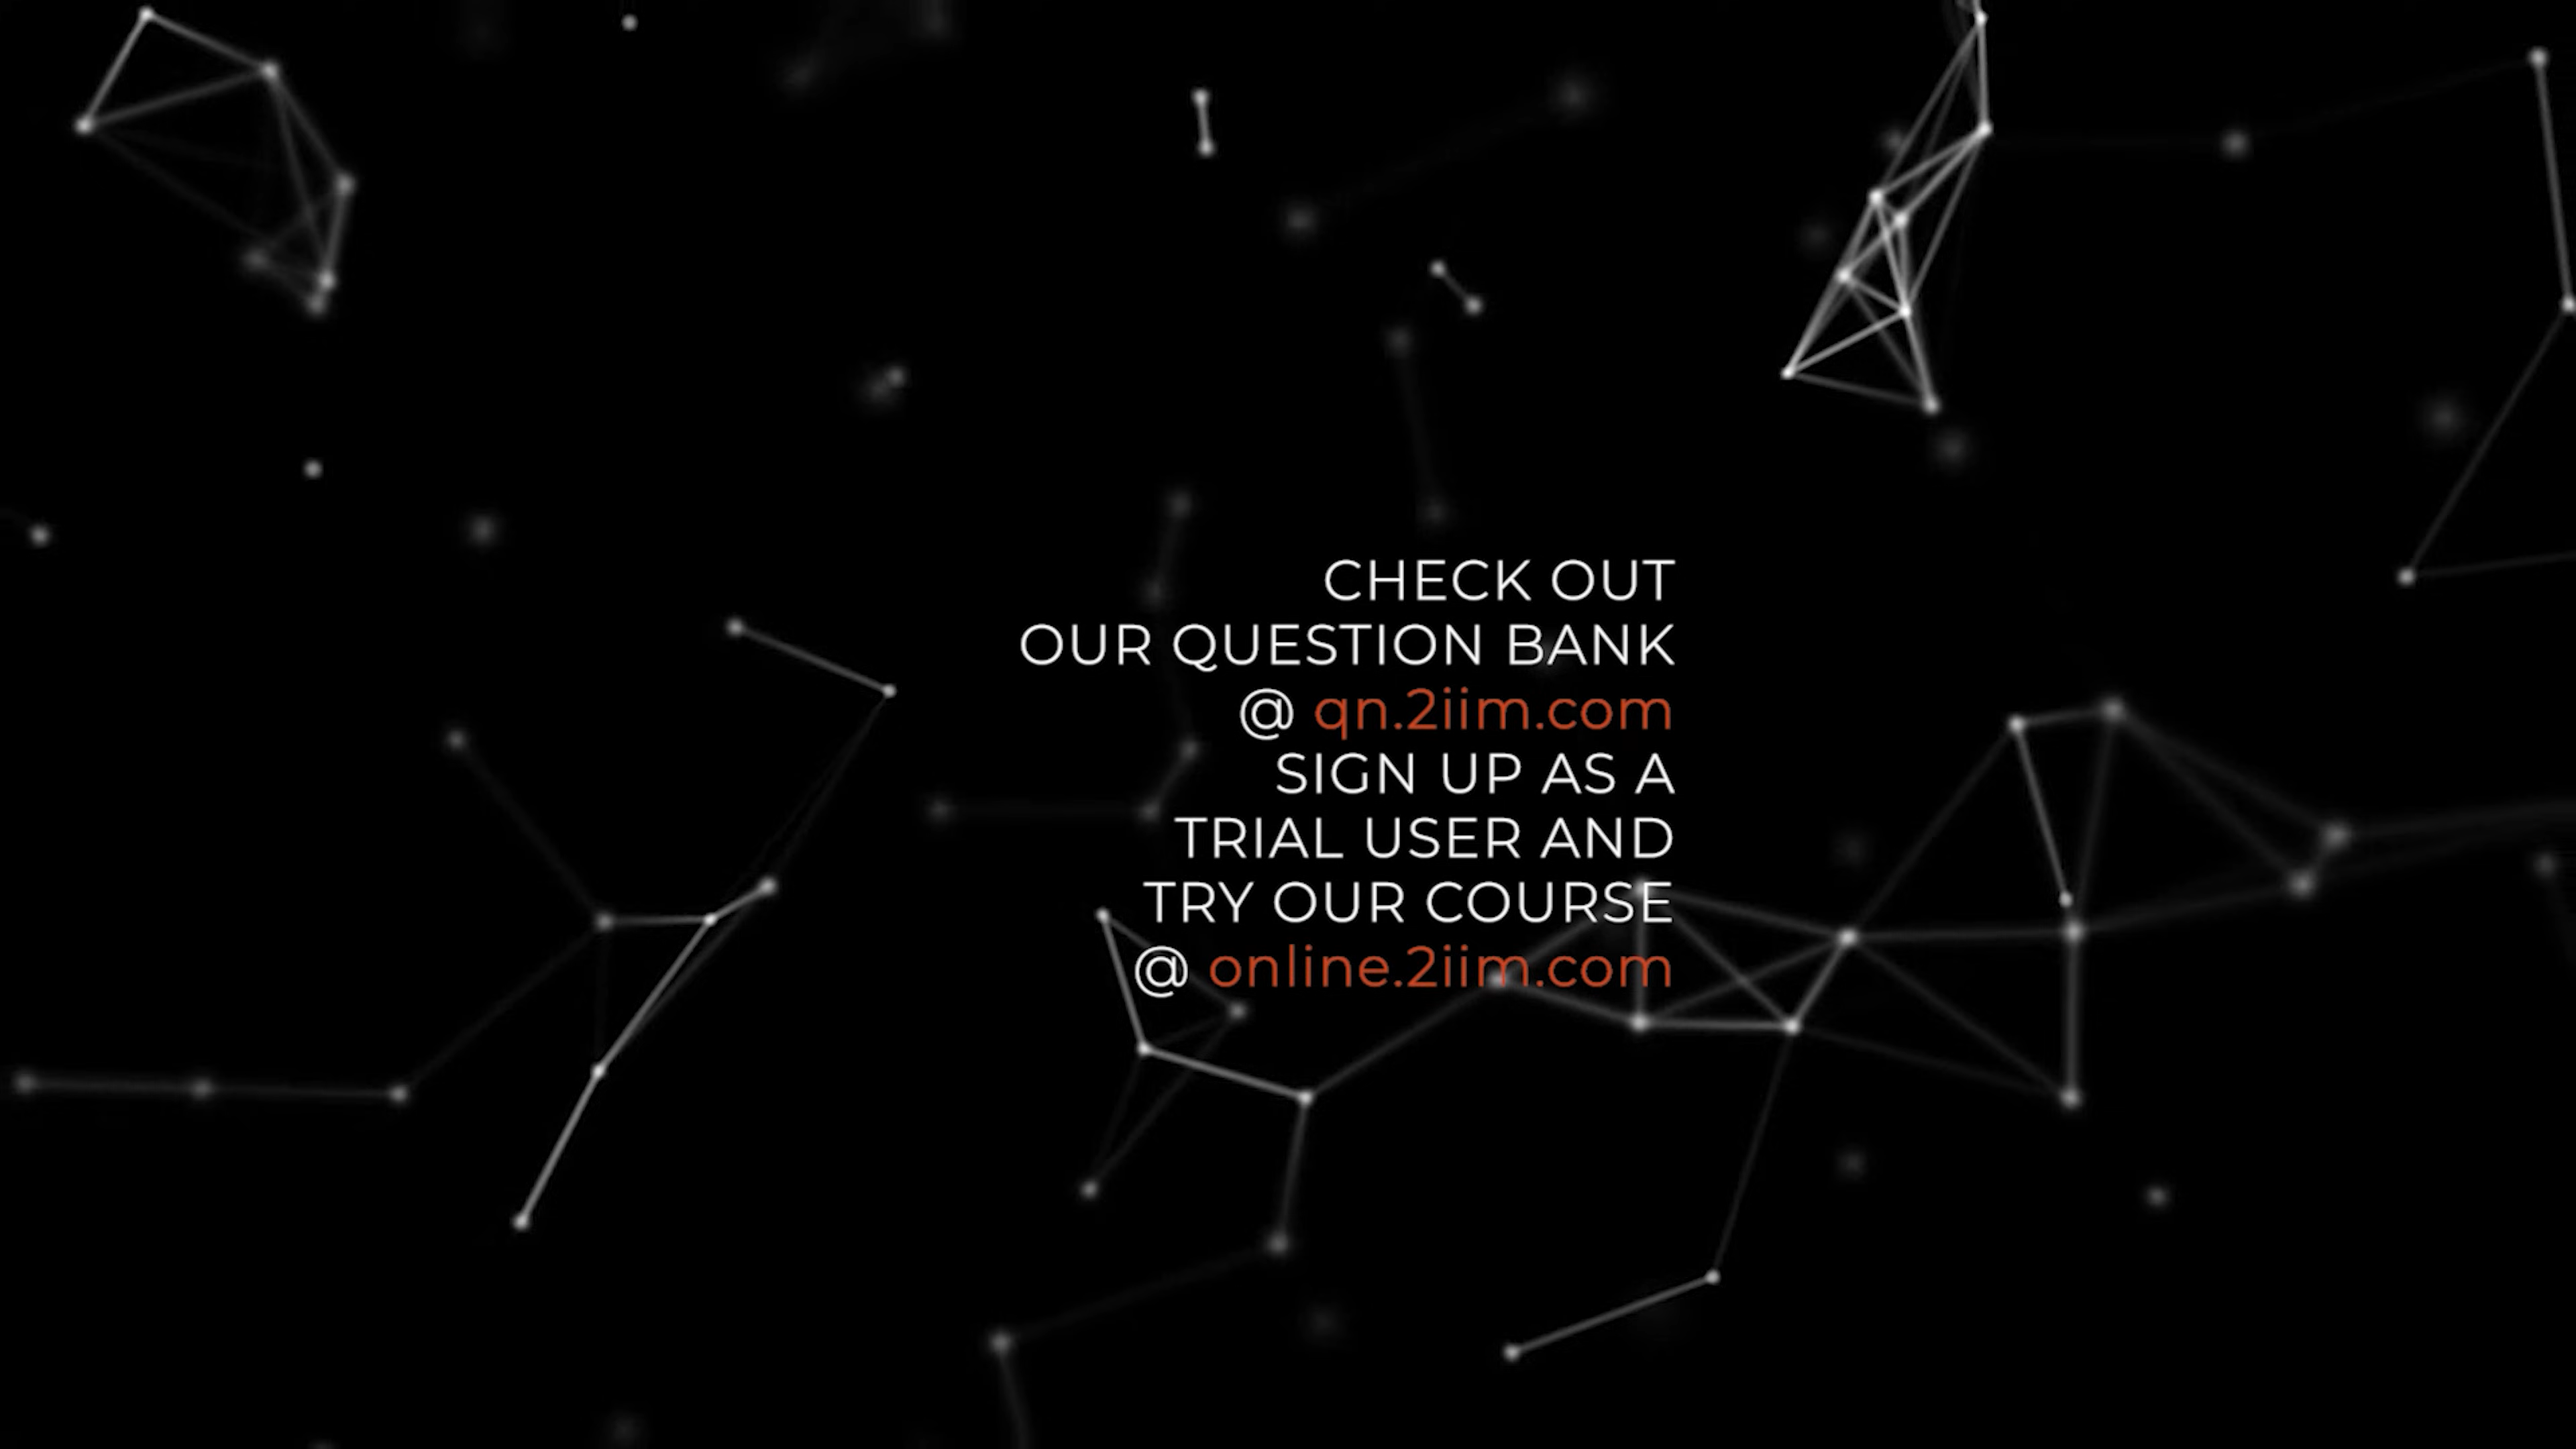 CHECK OUT
OUR QUESTION BANK
@ qn.2iim.com
SIGN UP AS A
TRIAL USER AND
TRY OUR COURSE
@ online.2iim.com